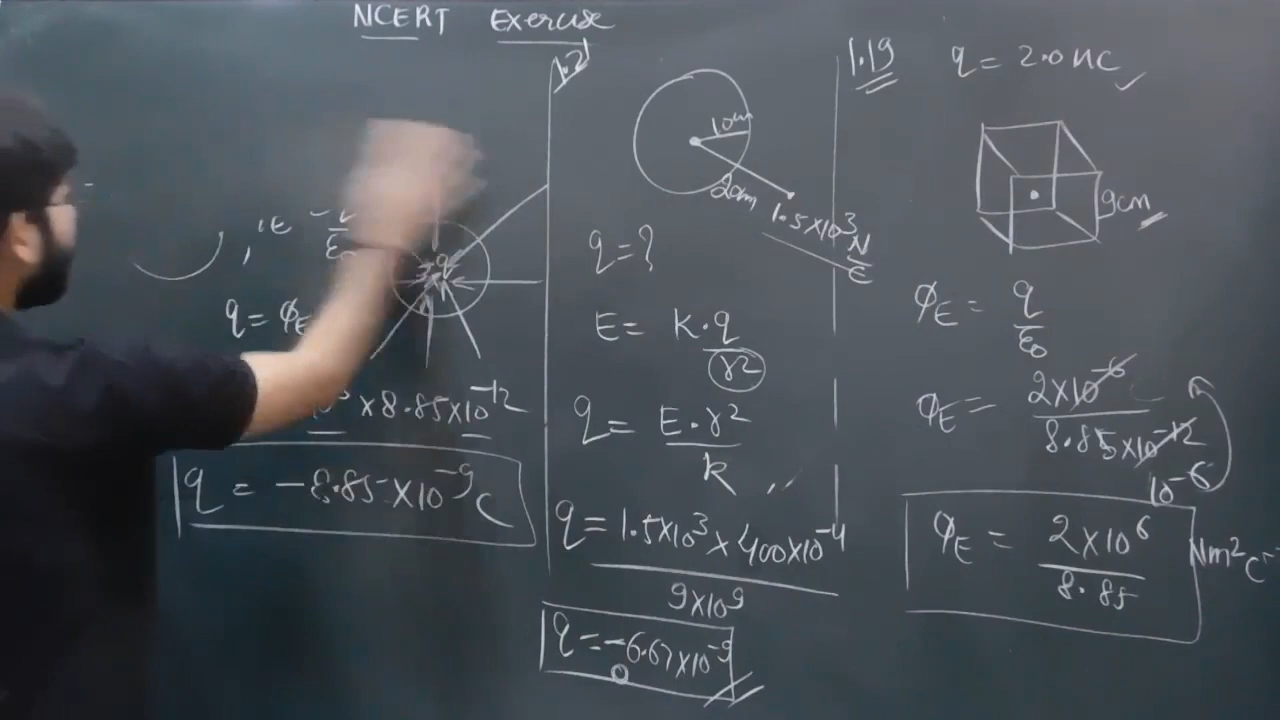 NCERT Exercise
q = ΦE
× 8.85×10⁻¹²
q = -8.85×10⁻⁹ C
10cm
20cm
1.5×10³ N/C
q = ?
E = K·q/r²
q = E·r²/k
q = 1.5×10³ × 400×10⁻⁴ / 9×10⁹
q = -6.67×10⁻⁹
1.19 q = 2.0 μC
9cm
ΦE = q/ε₀
ΦE = 2×10⁻⁶ / 8.85×10⁻¹²
10⁻⁶
ΦE = 2×10⁶ / 8.85 Nm²C⁻